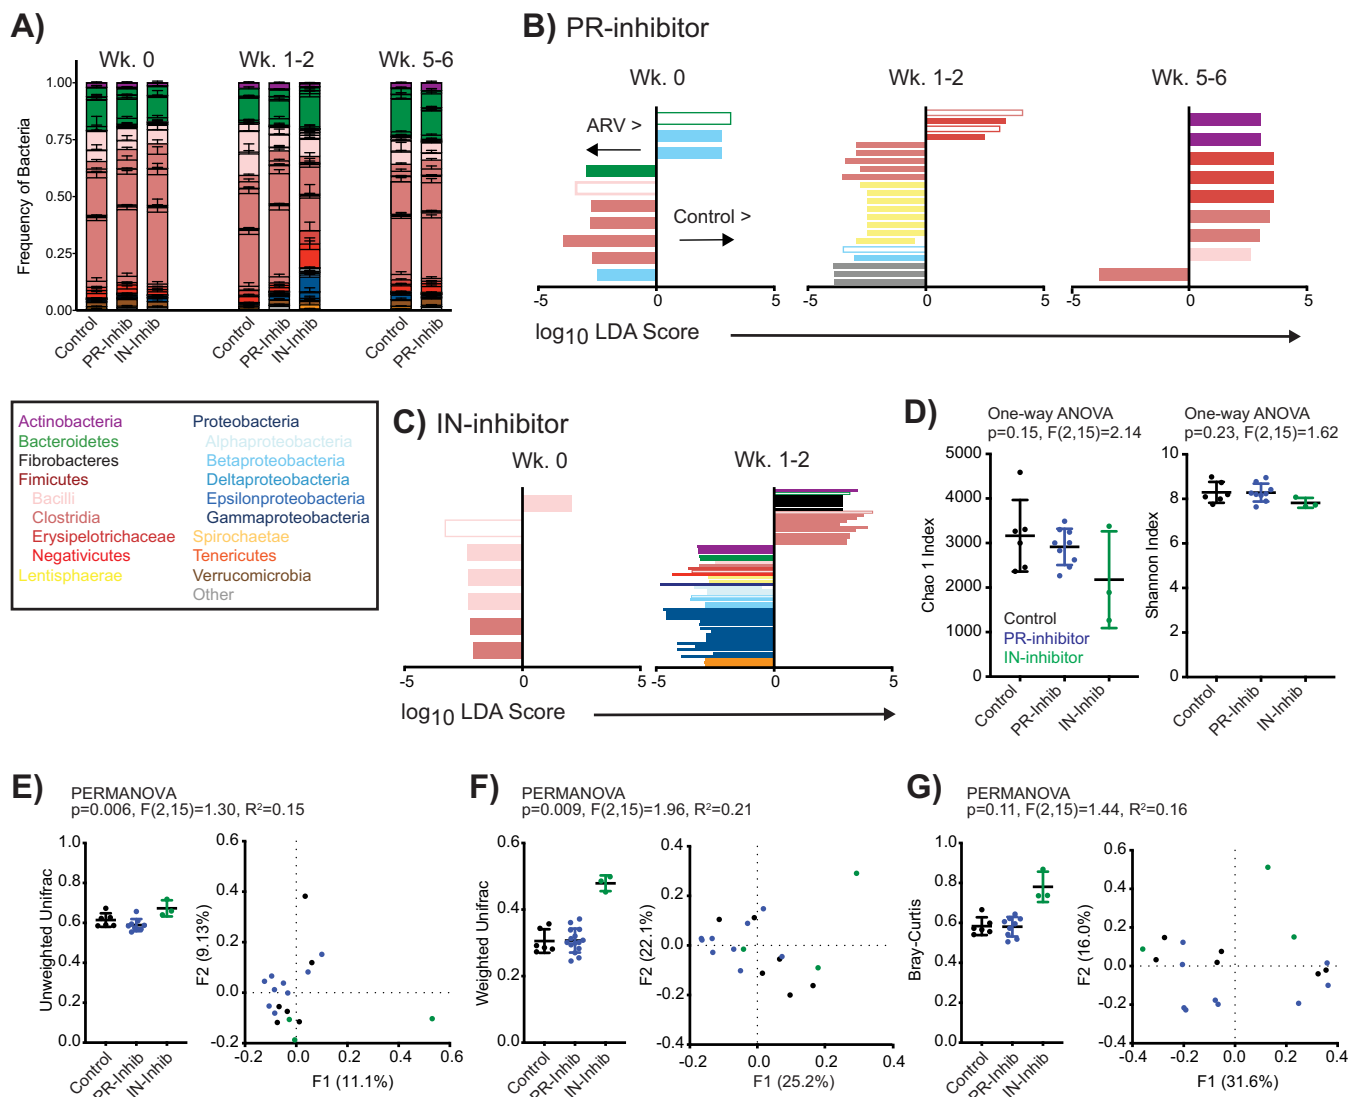 A)
Wk. 0
Wk. 1-2
Wk. 5-6
Frequency of Bacteria
1.00
0.75
0.50
0.25
0.00
Control
PR-Inhib
IN-Inhib
Control
PR-Inhib
IN-Inhib
Control
PR-Inhib
B) PR-inhibitor
Wk. 0
Wk. 1-2
Wk. 5-6
ARV >
Control >
-5 0 5
-5 0 5
-5 0 5
log10 LDA Score
Actinobacteria
Bacteroidetes
Fibrobacteres
Fimicutes
Bacilli
Clostridia
Erysipelotrichaceae
Negativicutes
Lentisphaerae
Proteobacteria
Alphaproteobacteria
Betaproteobacteria
Deltaproteobacteria
Epsilonproteobacteria
Gammaproteobacteria
Spirochaetae
Tenericutes
Verrucomicrobia
Other
C) IN-inhibitor
Wk. 0
Wk. 1-2
-5 0 5
-5 0 5
log10 LDA Score
D)
One-way ANOVA
p=0.15, F(2,15)=2.14
Chao 1 Index
5000
4000
3000
2000
1000
0
Control
PR-inhibitor
IN-inhibitor
Control
PR-Inhib
IN-Inhib
One-way ANOVA
p=0.23, F(2,15)=1.62
Shannon Index
10
8
6
4
2
0
Control
PR-Inhib
IN-Inhib
E)
PERMANOVA
p=0.006, F(2,15)=1.30, R²=0.15
Unweighted Unifrac
1.0
0.8
0.6
0.4
0.2
0.0
Control
PR-Inhib
IN-Inhib
F2 (9.13%)
0.6
0.4
0.2
0.0
-0.2
-0.2 0.0 0.2 0.4 0.6
F1 (11.1%)
F)
PERMANOVA
p=0.009, F(2,15)=1.96, R²=0.21
Weighted Unifrac
0.6
0.4
0.2
0.0
Control
PR-Inhib
IN-Inhib
F2 (22.1%)
0.4
0.2
0.0
-0.2
-0.4
-0.4 -0.2 0.0 0.2 0.4
F1 (25.2%)
G)
PERMANOVA
p=0.11, F(2,15)=1.44, R²=0.16
Bray-Curtis
1.0
0.8
0.6
0.4
0.2
0.0
Control
PR-Inhib
IN-Inhib
F2 (16.0%)
0.6
0.4
0.2
0.0
-0.2
-0.4
-0.4 -0.2 0.0 0.2 0.4
F1 (31.6%)